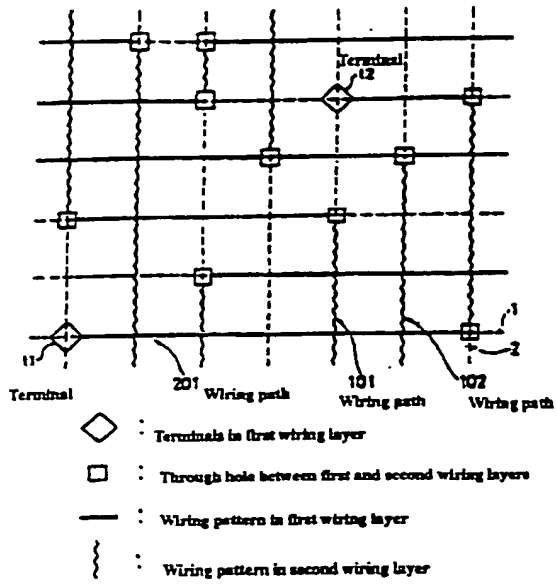 Terminal
t2
1
2
t1
201
101
102
Terminal
Wiring path
Wiring path
Wiring path
: Terminals in first wiring layer
: Through hole between first and second wiring layers
: Wiring pattern in first wiring layer
: Wiring pattern in second wiring layer